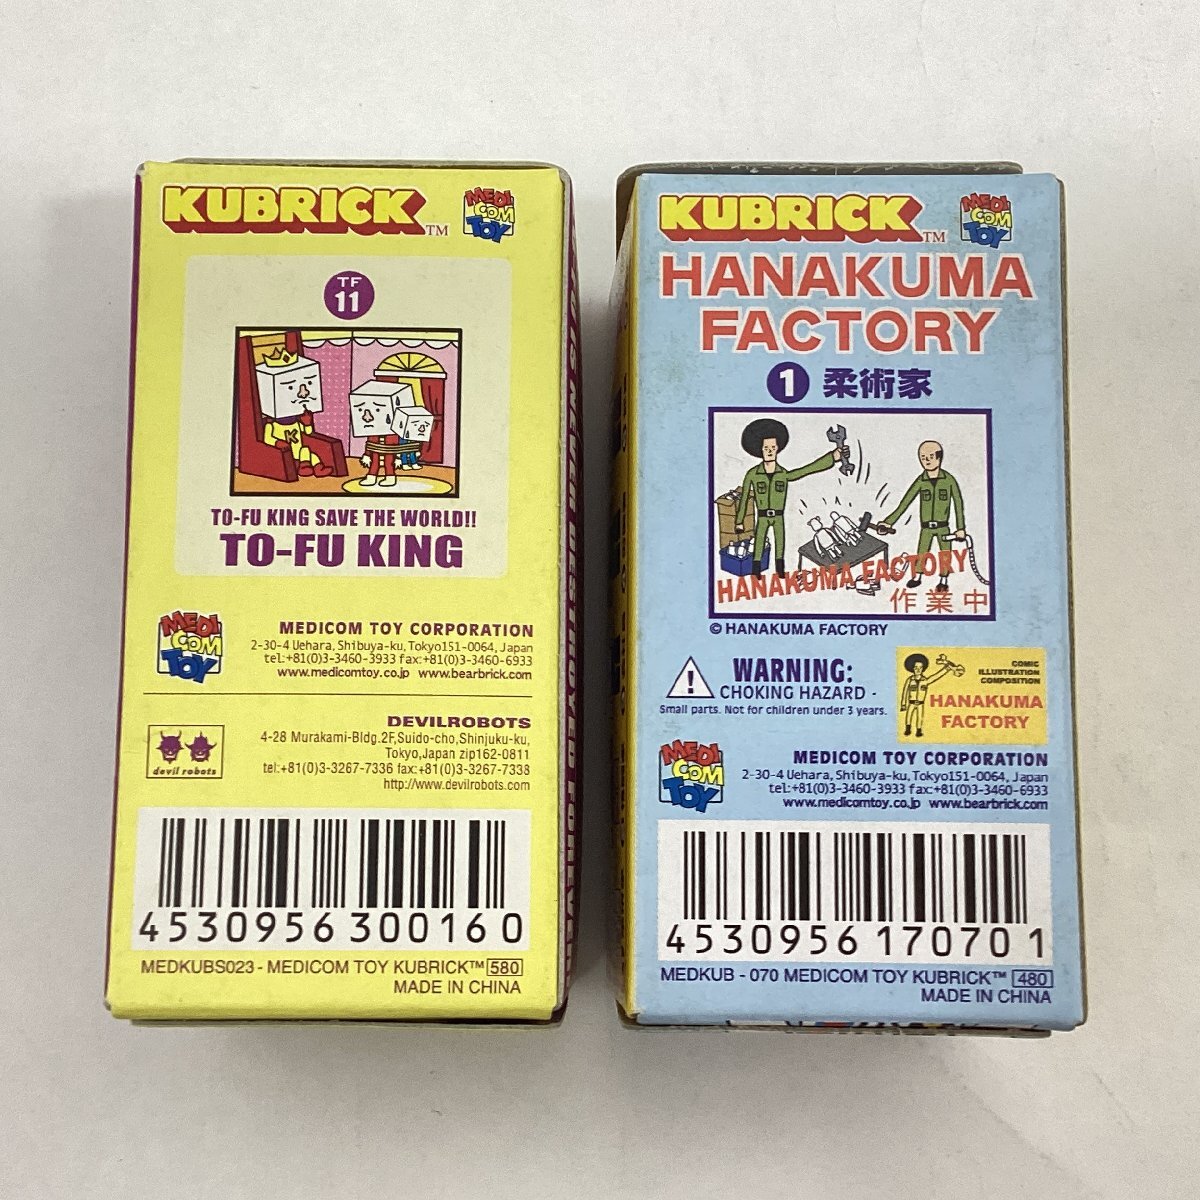 KUBRICK™
MEDI
COM
TOY
TF
11
K
TO-FU KING SAVE THE WORLD!!
TO-FU KING
MEDI
COM
TOY
MEDICOM TOY CORPORATION
2-30-4 Uehara, Shibuya-ku, Tokyo151-0064, Japan
tel:+81(0)3-3460-3933 fax:+81(0)3-3460-6933
www.medicomtoy.co.jp www.bearbrick.com
devil robots
DEVILROBOTS
4-28 Murakami-Bldg.2F,Suido-cho,Shinjuku-ku,
Tokyo,Japan zip162-0811
tel:+81(0)3-3267-7336 fax:+81(0)3-3267-7338
http://www.devilrobots.com
4530956300160
MEDKUBS023 - MEDICOM TOY KUBRICK™ 580
MADE IN CHINA
KUBRICK™
MEDI
COM
TOY
HANAKUMA
FACTORY
1 柔術家
HANAKUMA FACTORY
作業中
© HANAKUMA FACTORY
WARNING:
CHOKING HAZARD -
Small parts. Not for children under 3 years.
COMIC
ILLUSTRATION
COMPOSITION
HANAKUMA
FACTORY
MEDI
COM
TOY
MEDICOM TOY CORPORATION
2-30-4 Uehara, Shibuya-ku, Tokyo151-0064, Japan
tel:+81(0)3-3460-3933 fax:+81(0)3-3460-6933
www.medicomtoy.co.jp www.bearbrick.com
4530956170701
MEDKUB - 070 MEDICOM TOY KUBRICK™ 480
MADE IN CHINA